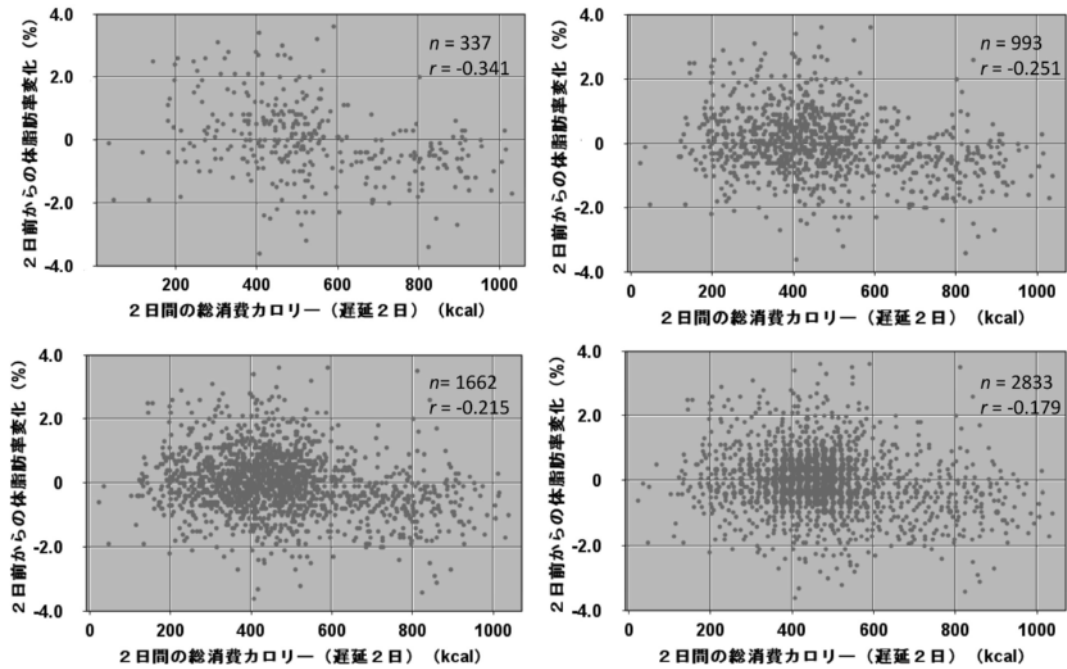 4.0
2.0
0
-2.0
-4.0
2日前からの体脂肪率変化（%）
n = 337
r = -0.341
200 400 600 800 1000
2日間の総消費カロリー（遅延2日）（kcal）
4.0
2.0
0
-2.0
-4.0
2日前からの体脂肪率変化（%）
n = 993
r = -0.251
0 200 400 600 800 1000
2日間の総消費カロリー（遅延2日）（kcal）
4.0
2.0
0
-2.0
-4.0
2日前からの体脂肪率変化（%）
n= 1662
r = -0.215
0 200 400 600 800 1000
2日間の総消費カロリー（遅延2日）（kcal）
4.0
2.0
0
-2.0
-4.0
2日前からの体脂肪率変化（%）
n = 2833
r = -0.179
0 200 400 600 800 1000
2日間の総消費カロリー（遅延2日）（kcal）